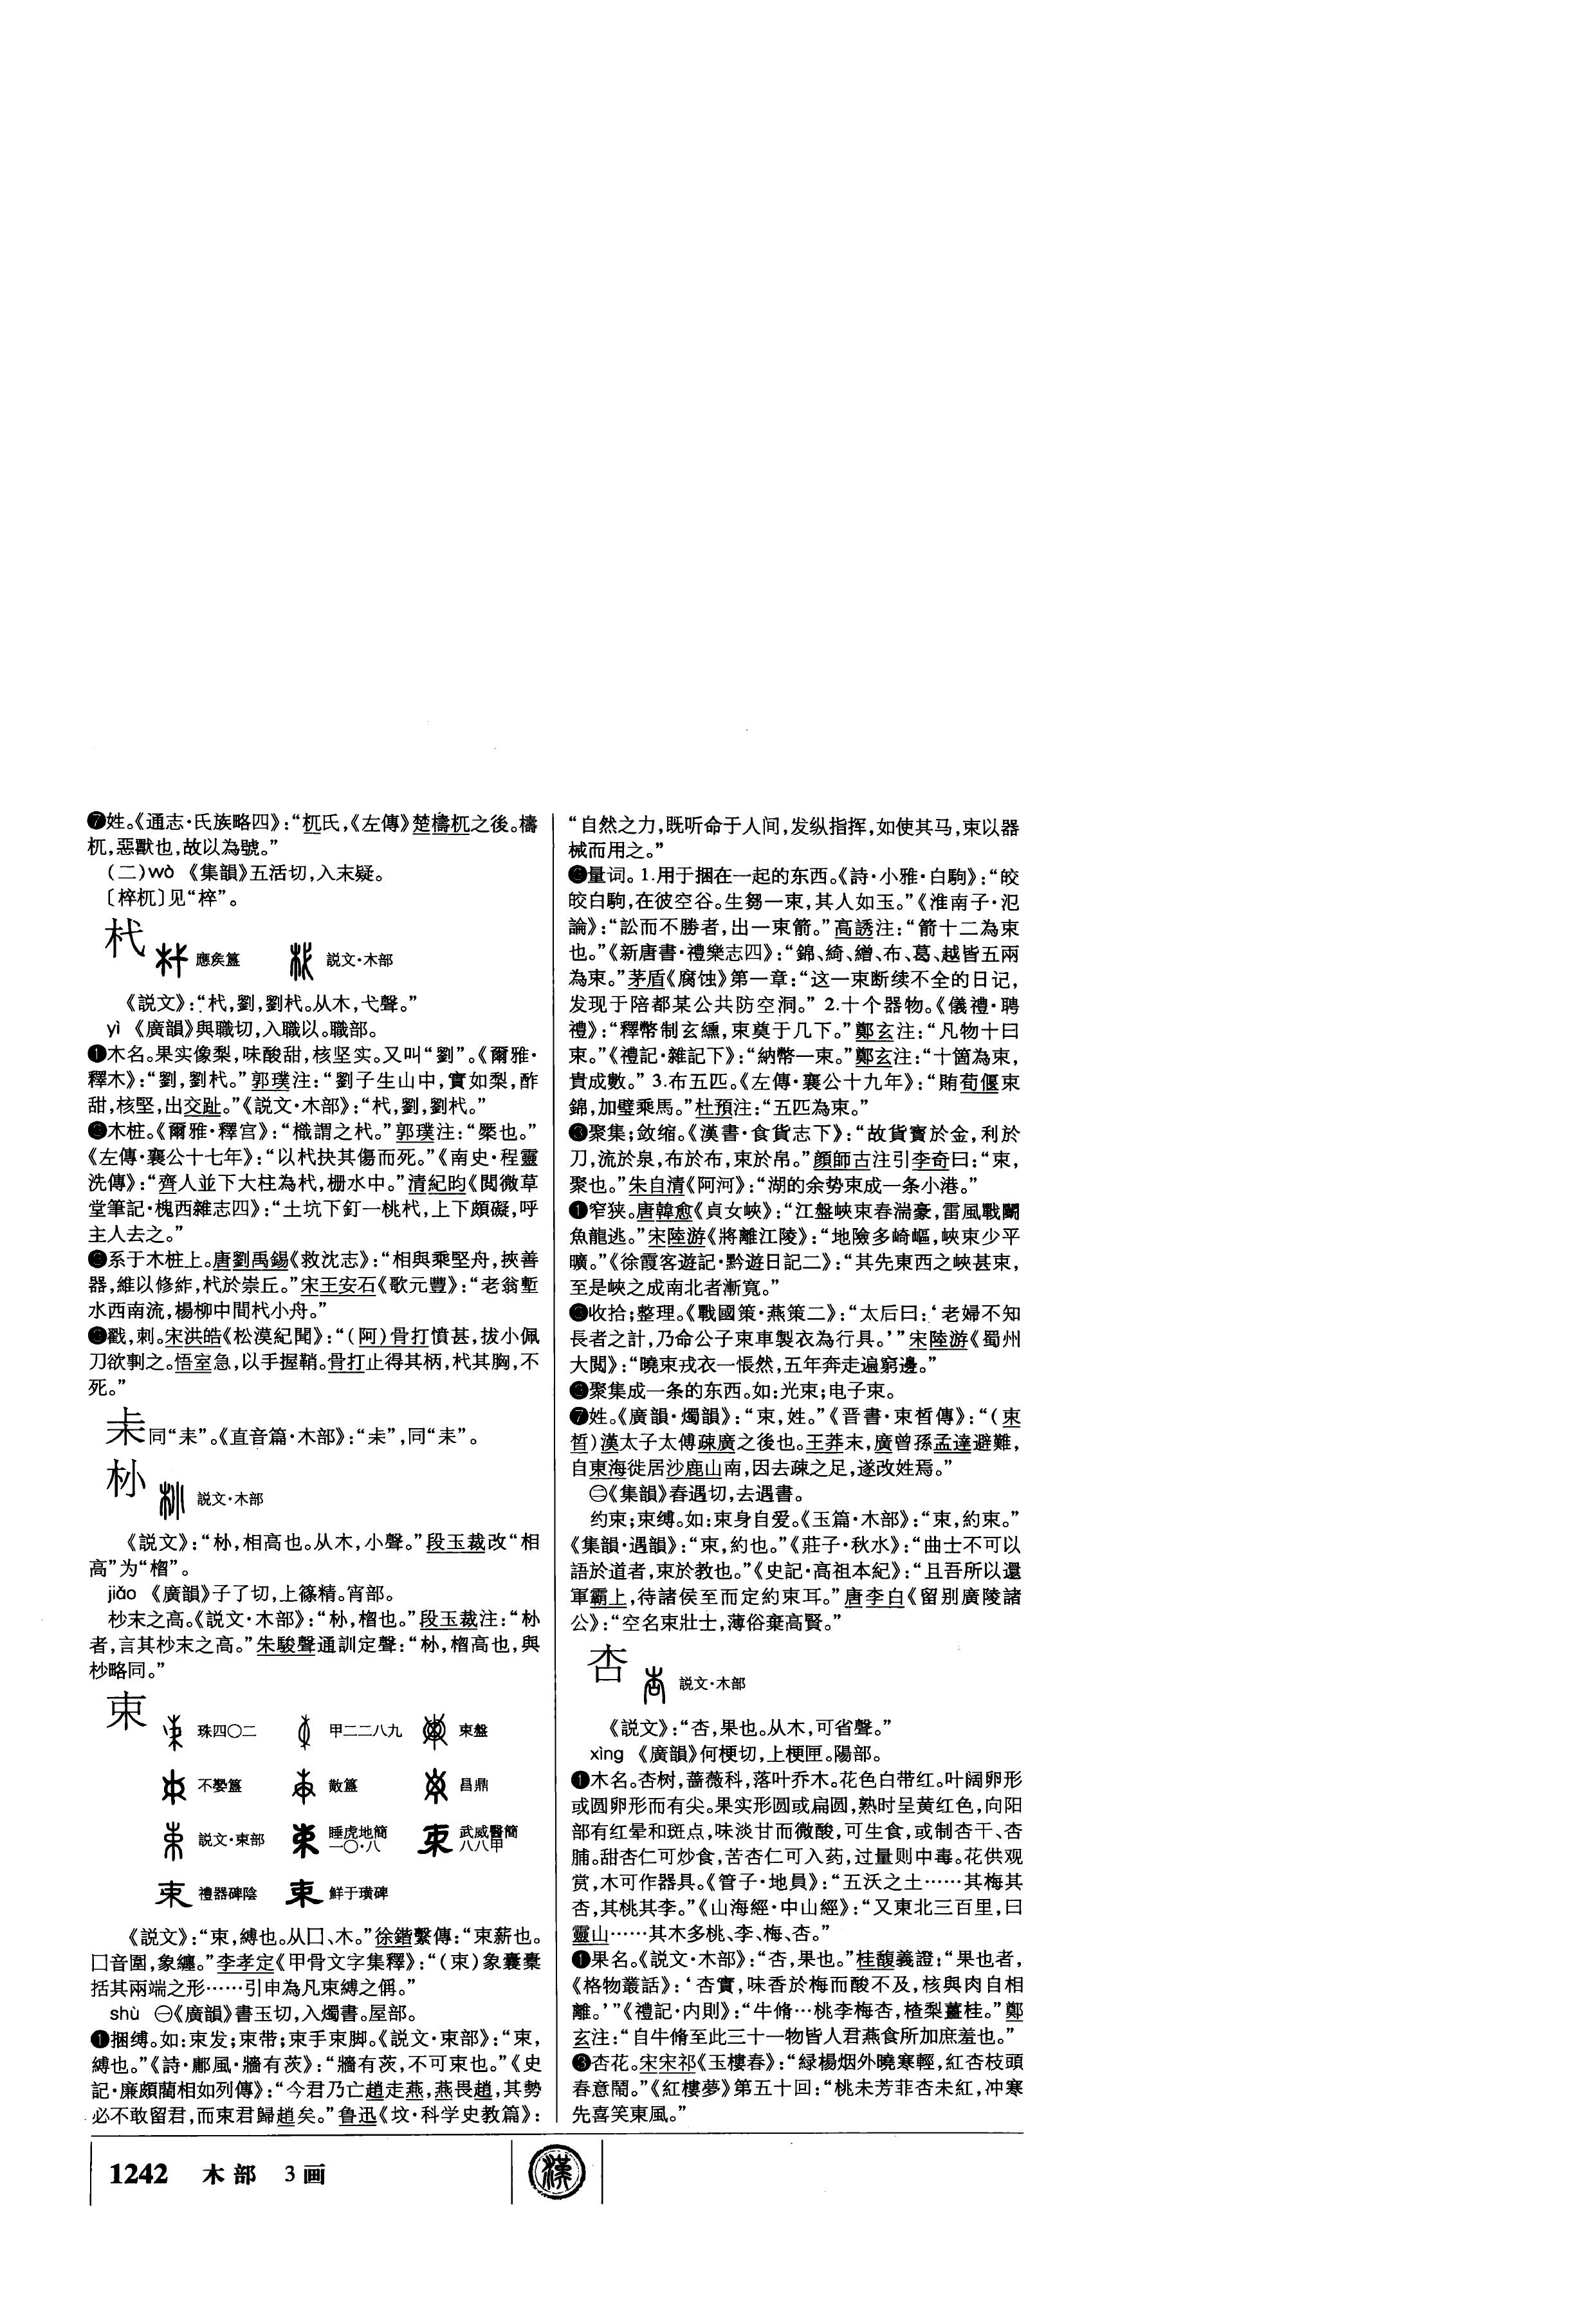 ❼姓。《通志·氏族略四》：“杌氏，《左傳》楚檮杌之後。檮
杌，惡獸也，故以為號。”
（二）wò 《集韻》五活切，入末疑。
〔㭮杌〕见“㭮”。
杙
應矦簋 説文·木部
《説文》：“杙，劉，劉杙。从木，弋聲。”
yì 《廣韻》與職切，入職以。職部。
❶木名。果实像梨，味酸甜，核坚实。又叫“劉”。《爾雅·
釋木》：“劉，劉杙。”郭璞注：“劉子生山中，實如梨，酢
甜，核堅，出交趾。”《説文·木部》：“杙，劉，劉杙。”
木桩。《爾雅·釋宫》：“樴謂之杙。”郭璞注：“橜也。”
《左傳·襄公十七年》：“以杙抉其傷而死。”《南史·程靈
洗傳》：“齊人並下大柱為杙，栅水中。”清紀昀《閲微草
堂筆記·槐西雜志四》：“土坑下釘一桃杙，上下頗礙，呼
主人去之。”
系于木桩上。唐劉禹錫《救沈志》：“相與乘堅舟，挾善
器，維以修筰，杙於崇丘。”宋王安石《歌元豐》：“老翁塹
水西南流，楊柳中間杙小舟。”
戳，刺。宋洪皓《松漠紀聞》：“（阿）骨打憤甚，拔小佩
刀欲剚之。悟室急，以手握鞘。骨打止得其柄，杙其胸，不
死。”
同“耒”。《直音篇·木部》：“”，同“耒”。
朩
説文·木部
《説文》：“，相高也。从木，小聲。”段玉裁改“相
高”为“㮴”。
jiǎo 《廣韻》子了切，上篠精。宵部。
杪末之高。《説文·木部》：“，㮴也。”段玉裁注：“
者，言其杪末之高。”朱駿聲通訓定聲：“，㮴高也，與
杪略同。”
束
珠四〇二 甲二二八九 束盤
不㜏簋 㪔簋 昌鼎
説文·束部 睡虎地簡一〇·八 武威醫簡八八甲
禮器碑陰 鮮于璜碑
《説文》：“束，縛也。从囗、木。”徐鍇繫傳：“束薪也。
囗音圍，象纏。”李孝定《甲骨文字集釋》：“（束）象囊橐
括其兩端之形……引申為凡束縛之偁。”
shù ㊀《廣韻》書玉切，入燭書。屋部。
❶捆缚。如：束发；束带；束手束脚。《説文·束部》：“束，
縛也。”《詩·鄘風·牆有茨》：“牆有茨，不可束也。”《史
記·廉頗藺相如列傳》：“今君乃亡趙走燕，燕畏趙，其勢
必不敢留君，而束君歸趙矣。”鲁迅《坟·科学史教篇》：
“自然之力，既听命于人间，发纵指挥，如使其马，束以器
械而用之。”
量词。1.用于捆在一起的东西。《詩·小雅·白駒》：“皎
皎白駒，在彼空谷。生芻一束，其人如玉。”《淮南子·氾
論》：“訟而不勝者，出一束箭。”高誘注：“箭十二為束
也。”《新唐書·禮樂志四》：“錦、綺、繒、布、葛、越皆五兩
為束。”茅盾《腐蚀》第一章：“这一束断续不全的日记，
发现于陪都某公共防空洞。” 2.十个器物。《儀禮·聘
禮》：“釋幣制玄纁，束奠于几下。”鄭玄注：“凡物十曰
束。”《禮記·雜記下》：“納幣一束。”鄭玄注：“十箇為束，
貴成數。” 3.布五匹。《左傳·襄公十九年》：“賄荀偃束
錦，加璧乘馬。”杜預注：“五匹為束。”
❸聚集；敛缩。《漢書·食貨志下》：“故貨寳於金，利於
刀，流於泉，布於布，束於帛。”顔師古注引李奇曰：“束，
聚也。”朱自清《阿河》：“湖的余势束成一条小港。”
❶窄狭。唐韓愈《貞女峽》：“江盤峽束春湍豪，雷風戰鬭
魚龍逃。”宋陸游《將離江陵》：“地險多崎嶇，峽束少平
曠。”《徐霞客遊記·黔遊日記二》：“其先東西之峽甚束，
至是峽之成南北者漸寬。”
收拾；整理。《戰國策·燕策二》：“太后曰：‘老婦不知
長者之計，乃命公子束車製衣為行具。’”宋陸游《蜀州
大閲》：“曉束戎衣一悵然，五年奔走遍窮邊。”
聚集成一条的东西。如：光束；电子束。
❼姓。《廣韻·燭韻》：“束，姓。”《晋書·束皙傳》：“（束
皙）漢太子太傅疎廣之後也。王莽末，廣曾孫孟達避難，
自東海徙居沙鹿山南，因去疎之足，遂改姓焉。”
㊁《集韻》舂遇切，去遇書。
约束；束缚。如：束身自爱。《玉篇·木部》：“束，約束。”
《集韻·遇韻》：“束，約也。”《莊子·秋水》：“曲士不可以
語於道者，束於教也。”《史記·高祖本紀》：“且吾所以還
軍霸上，待諸侯至而定約束耳。”唐李白《留别廣陵諸
公》：“空名束壯士，薄俗棄高賢。”
杏
説文·木部
《説文》：“杏，果也。从木，可省聲。”
xìng 《廣韻》何梗切，上梗匣。陽部。
❶木名。杏树，蔷薇科，落叶乔木。花色白带红。叶阔卵形
或圆卵形而有尖。果实形圆或扁圆，熟时呈黄红色，向阳
部有红晕和斑点，味淡甘而微酸，可生食，或制杏干、杏
脯。甜杏仁可炒食，苦杏仁可入药，过量则中毒。花供观
赏，木可作器具。《管子·地員》：“五沃之土……其梅其
杏，其桃其李。”《山海經·中山經》：“又東北三百里，曰
靈山……其木多桃、李、梅、杏。”
❶果名。《説文·木部》：“杏，果也。”桂馥義證：“果也者，
《格物叢話》：‘杏實，味香於梅而酸不及，核與肉自相
離。’”《禮記·内則》：“牛脩…桃李梅杏，楂梨薑桂。”鄭
玄注：“自牛脩至此三十一物皆人君燕食所加庶羞也。”
❸杏花。宋宋祁《玉樓春》：“緑楊烟外曉寒輕，紅杏枝頭
春意鬧。”《紅樓夢》第五十回：“桃未芳菲杏未紅，冲寒
先喜笑東風。”
1242 木部 3画
漢